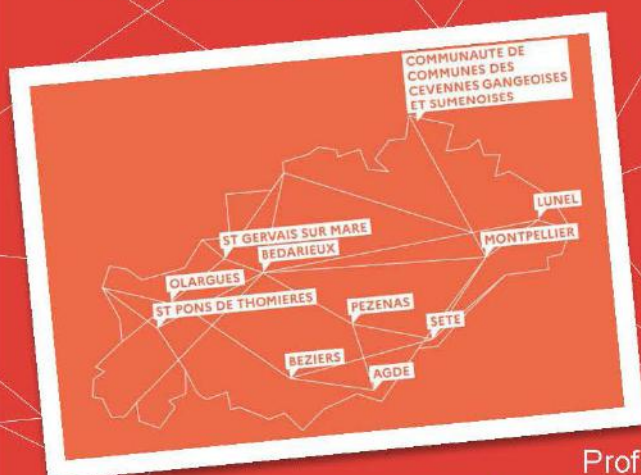 COMMUNAUTE DE
COMMUNES DES
CEVENNES GANGEOISES
ET SUMENOISES
LUNEL
ST GERVAIS SUR MARE
MONTPELLIER
BEDARIEUX
OLARGUES
ST PONS DE THOMIERES
PEZENAS
SETE
BEZIERS
AGDE
Prof